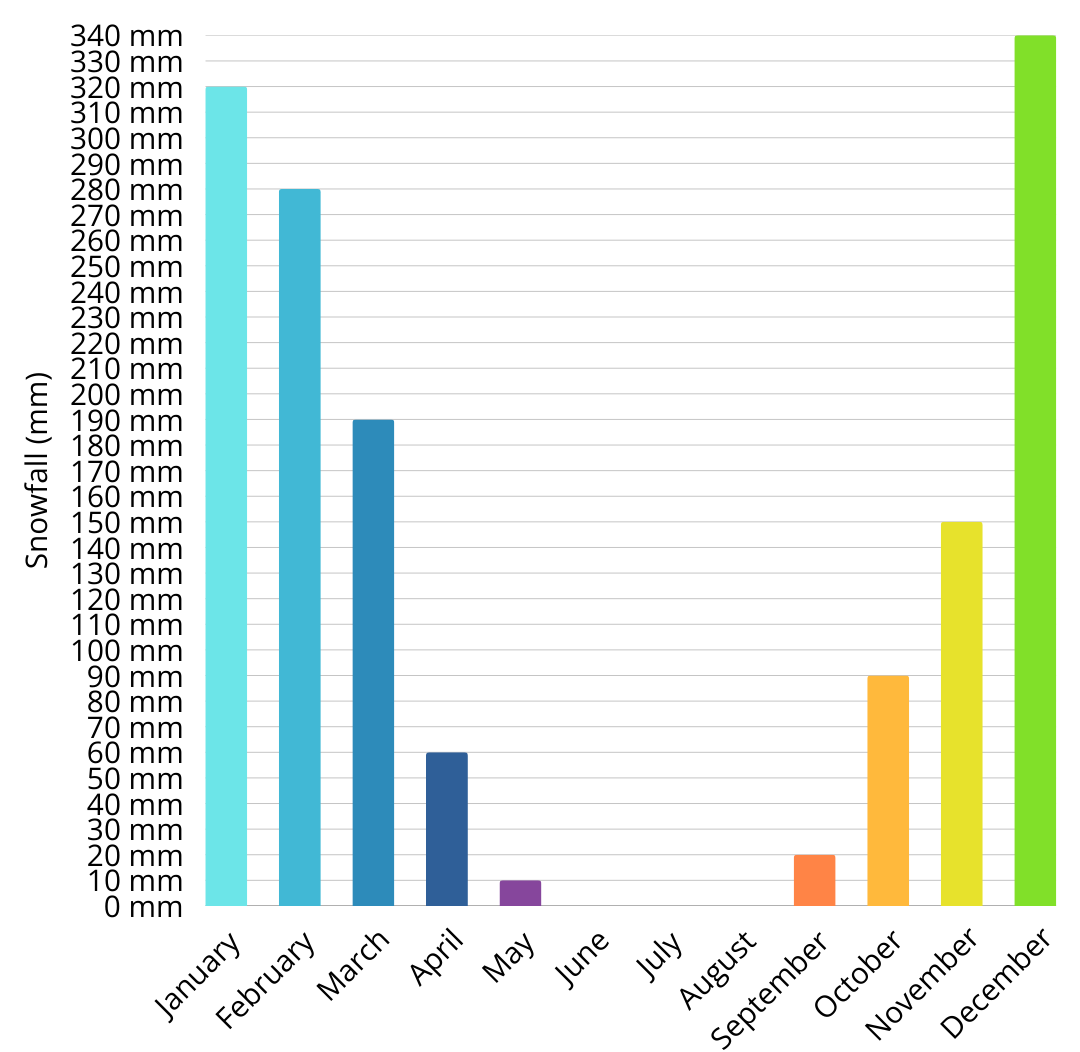 340 mm
330 mm
320 mm
310 mm
300 mm
290 mm
280 mm
270 mm
260 mm
250 mm
240 mm
230 mm
220 mm
210 mm
200 mm
190 mm
180 mm
170 mm
160 mm
150 mm
140 mm
130 mm
120 mm
110 mm
100 mm
90 mm
80 mm
70 mm
60 mm
50 mm
40 mm
30 mm
20 mm
10 mm
0 mm
Snowfall (mm)
January
February
March
April
May
June
July
August
September
October
November
December